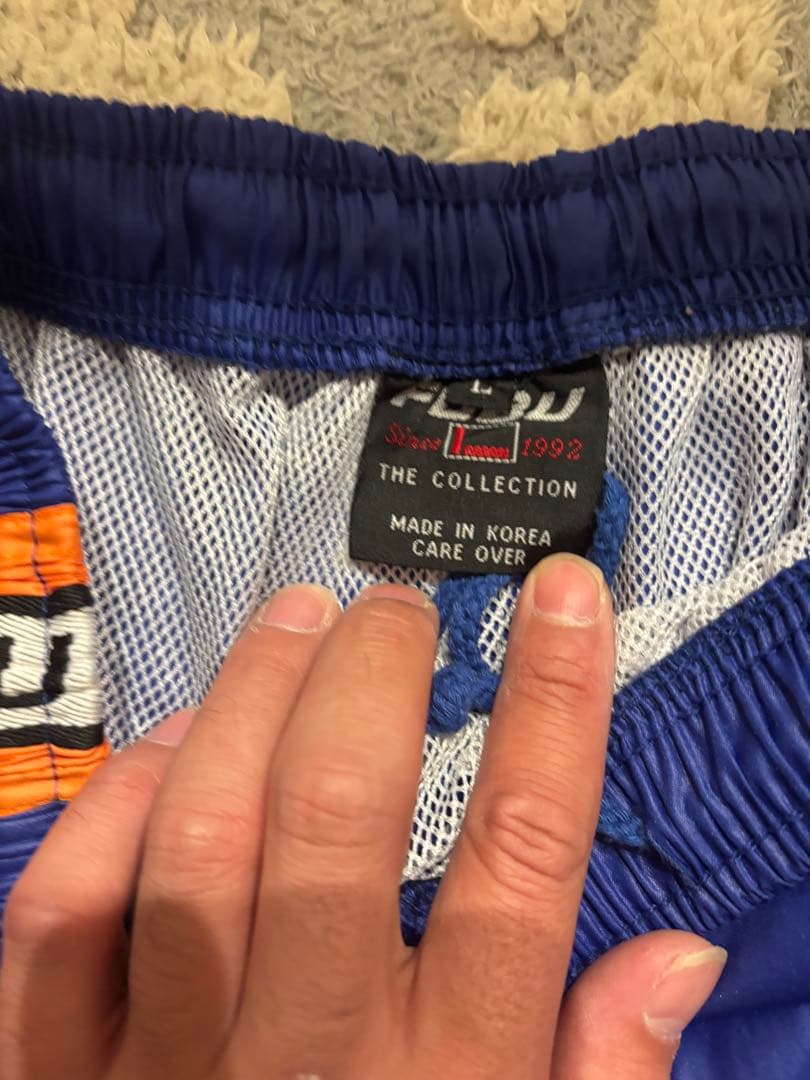 L
Since 1992
THE COLLECTION
MADE IN KOREA
CARE OVER